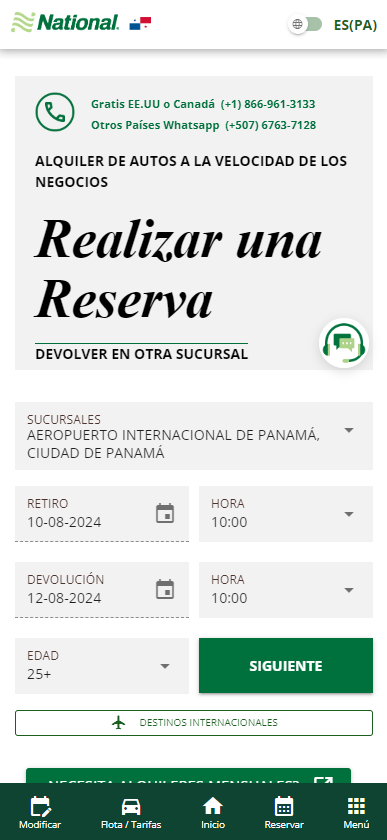 National.
ES(PA)
Gratis EE.UU o Canadá (+1) 866-961-3133
Otros Países Whatsapp (+507) 6763-7128
ALQUILER DE AUTOS A LA VELOCIDAD DE LOS
NEGOCIOS
Realizar una
Reserva
DEVOLVER EN OTRA SUCURSAL
SUCURSALES
AEROPUERTO INTERNACIONAL DE PANAMÁ,
CIUDAD DE PANAMÁ
RETIRO
10-08-2024
HORA
10:00
DEVOLUCIÓN
12-08-2024
HORA
10:00
EDAD
25+
SIGUIENTE
DESTINOS INTERNACIONALES
NECESITA ALQUILERES MENSUALES?
Modificar
Flota / Tarifas
Inicio
Reservar
Menú